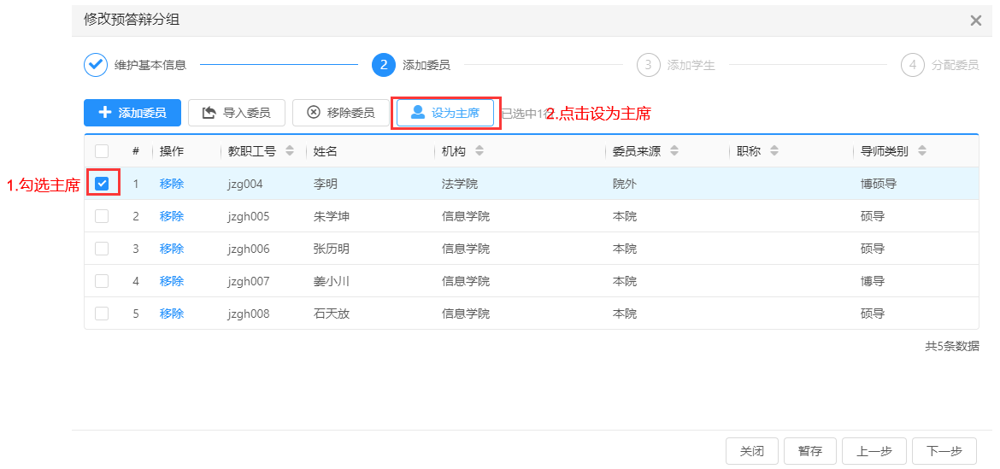 修改预答辩分组
维护基本信息 2 添加委员 3 添加学生 4 分配委员
添加委员 导入委员 移除委员 设为主席 已选中1 2.点击设为主席
# 操作 教职工号 姓名 机构 委员来源 职称 导师类别
1.勾选主席 1 移除 jzg004 李明 法学院 院外 博硕导
2 移除 jzgh005 朱学坤 信息学院 本院 硕导
3 移除 jzgh006 张历明 信息学院 本院 硕导
4 移除 jzgh007 姜小川 信息学院 本院 博导
5 移除 jzgh008 石天放 信息学院 本院 硕导
共5条数据
关闭 暂存 上一步 下一步